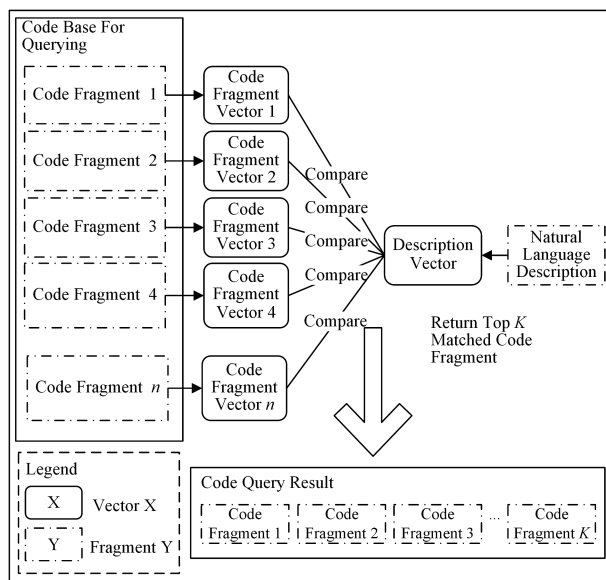 Code Base For
Querying
Code Fragment 1
Code
Fragment
Vector 1
Code Fragment 2
Code
Fragment
Vector 2
Compare
Compare
Code Fragment 3
Code
Fragment
Vector 3
Compare
Description
Vector
Natural
Language
Description
Code Fragment 4
Code
Fragment
Vector 4
Compare
Compare
Return Top K
Matched Code
Fragment
Code Fragment n
Code
Fragment
Vector n
Legend
X
Vector X
Y
Fragment Y
Code Query Result
Code
Fragment 1
Code
Fragment 2
Code
Fragment 3
...
Code
Fragment K